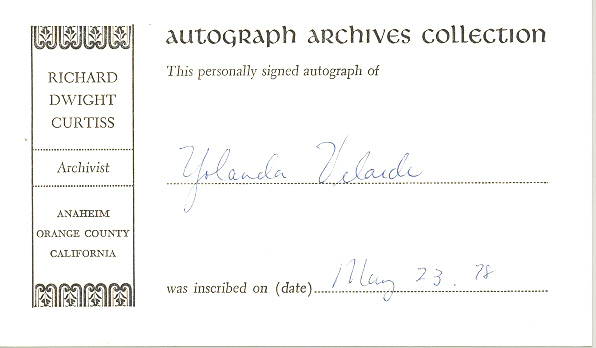 AUTOGRAPH ARCHIVES COLLECTION
RICHARD
DWIGHT
CURTISS
Archivist
ANAHEIM
ORANGE COUNTY
CALIFORNIA
This personally signed autograph of
Yolanda Velarde
was inscribed on (date) May 23. 78